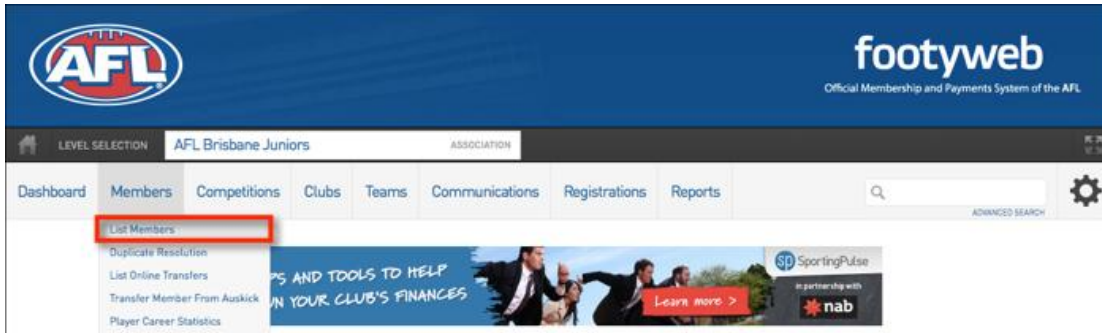 AFL
footyweb
Official Membership and Payments System of the AFL
LEVEL SELECTION AFL Brisbane Juniors ASSOCIATION
Dashboard Members Competitions Clubs Teams Communications Registrations Reports
ADVANCED SEARCH
List Members
Duplicate Resolution
List Online Transfers
Transfer Member From Auskick
Player Career Statistics
PS AND TOOLS TO HELP
N YOUR CLUB'S FINANCES
Learn more >
sp SportingPulse
in partnership with
nab